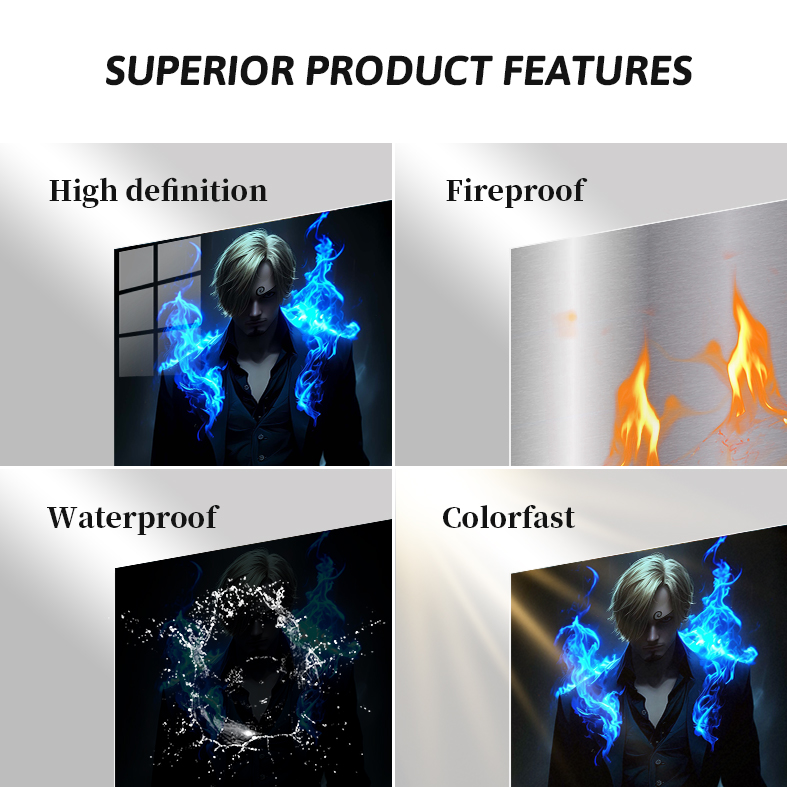 SUPERIOR PRODUCT FEATURES
High definition
Fireproof
Waterproof
Colorfast